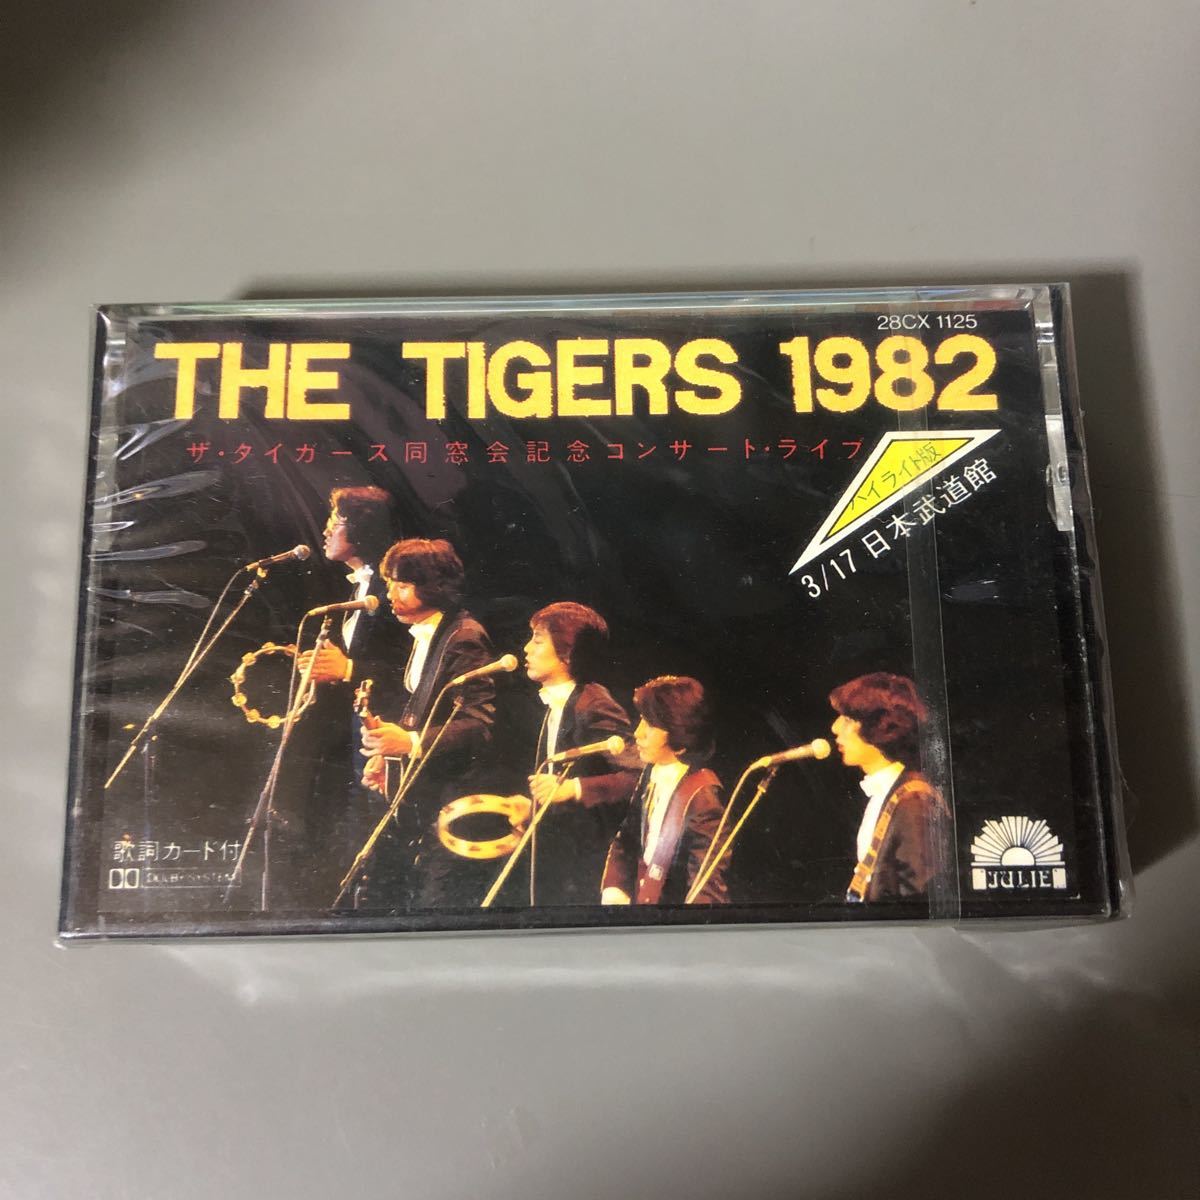 28CX 1125
THE TIGERS 1982
ザ・タイガース同窓会記念コンサート・ライブ
ハイライト版
3/17 日本武道館
歌詞カード付
DOLBY SYSTEM
JULIE